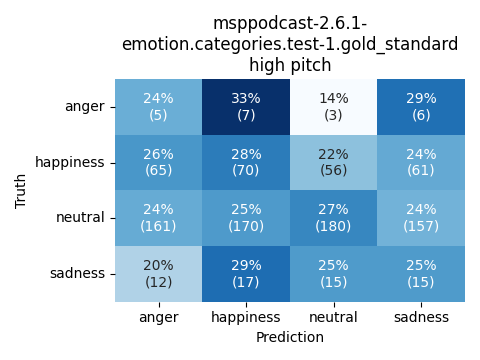 msppodcast-2.6.1-
emotion.categories.test-1.gold_standard
high pitch
anger 24% 33% 14% 29%
(5) (7) (3) (6)
happiness 26% 28% 22% 24%
(65) (70) (56) (61)
neutral 24% 25% 27% 24%
(161) (170) (180) (157)
sadness 20% 29% 25% 25%
(12) (17) (15) (15)
Truth
anger happiness neutral sadness
Prediction